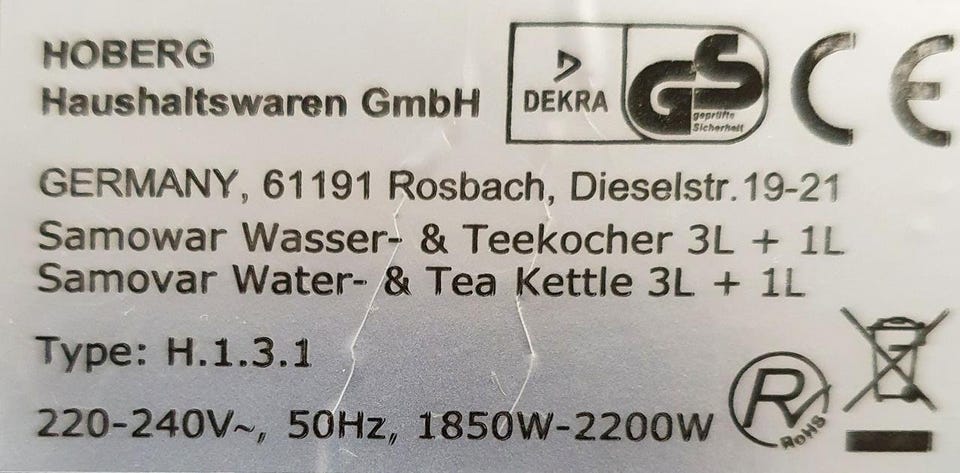 HOBERG
Haushaltswaren GmbH
DEKRA
GS
geprüfte
Sicherheit
CE
GERMANY, 61191 Rosbach, Dieselstr.19-21
Samowar Wasser- & Teekocher 3L + 1L
Samovar Water- & Tea Kettle 3L + 1L
Type: H.1.3.1
220-240V~, 50Hz, 1850W-2200W
R
RoHS